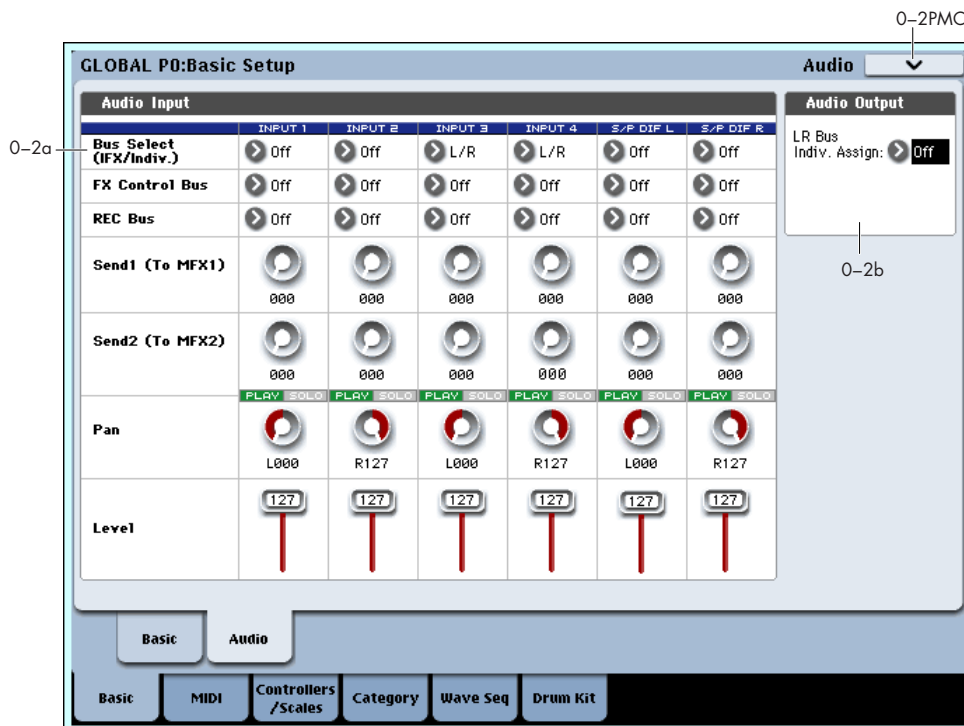 0–2PMC
GLOBAL P0:Basic Setup
Audio
Audio Input
Audio Output
INPUT 1 INPUT 2 INPUT 3 INPUT 4 S/P DIF L S/P DIF R
0–2a
Bus Select
(IFX/Indiv.)
Off Off L/R L/R Off Off
LR Bus
Indiv. Assign: Off
FX Control Bus Off Off Off Off Off Off
REC Bus Off Off Off Off Off Off
Send1 (To MFX1)
000 000 000 000 000 000
0–2b
Send2 (To MFX2)
000 000 000 000 000 000
PLAY SOLO PLAY SOLO PLAY SOLO PLAY SOLO PLAY SOLO PLAY SOLO
Pan
L000 R127 L000 R127 L000 R127
127 127 127 127 127 127
Level
Basic Audio
Basic MIDI Controllers
/Scales Category Wave Seq Drum Kit